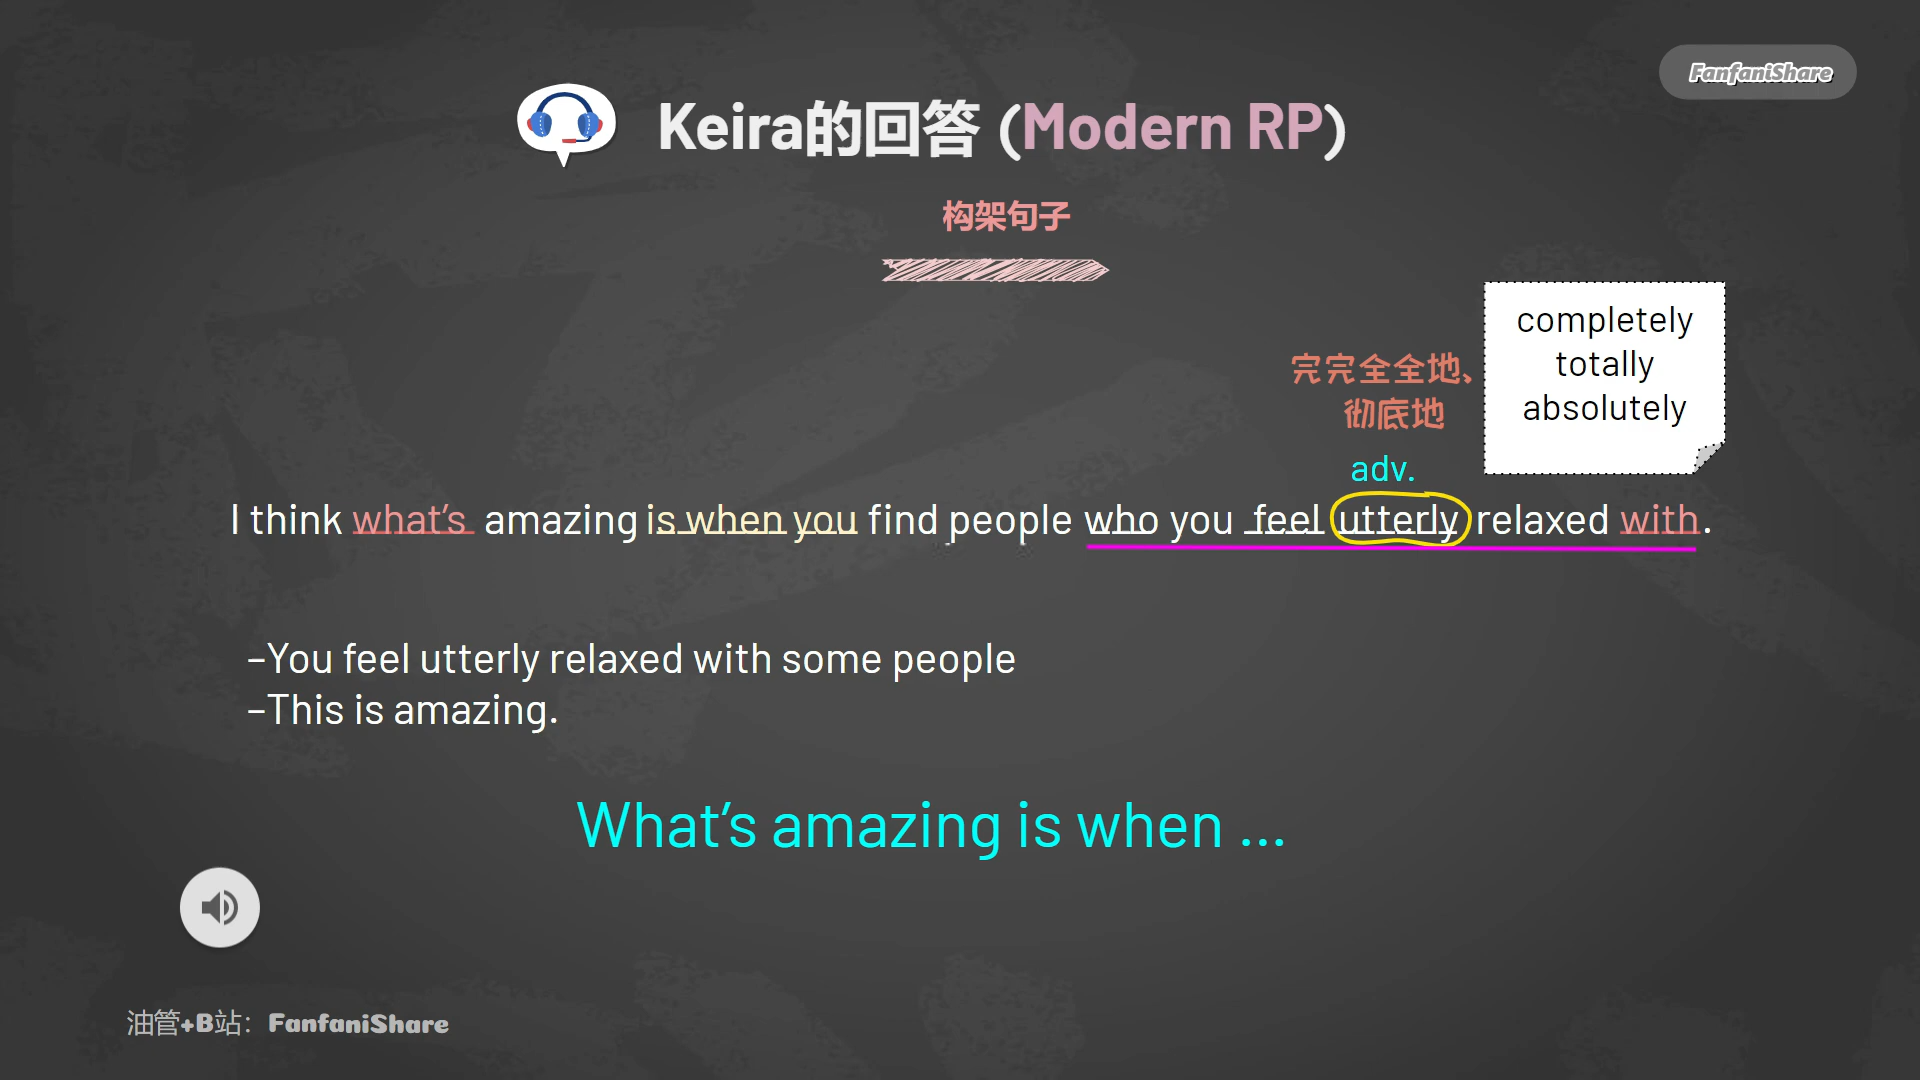 FanfaniShare
Keira的回答 (Modern RP)
构架句子
completely
totally
absolutely
完完全全地、
彻底地
adv.
I think what's amazing is when you find people who you feel utterly relaxed with.
-You feel utterly relaxed with some people
-This is amazing.
What's amazing is when ...
油管+B站：FanfaniShare